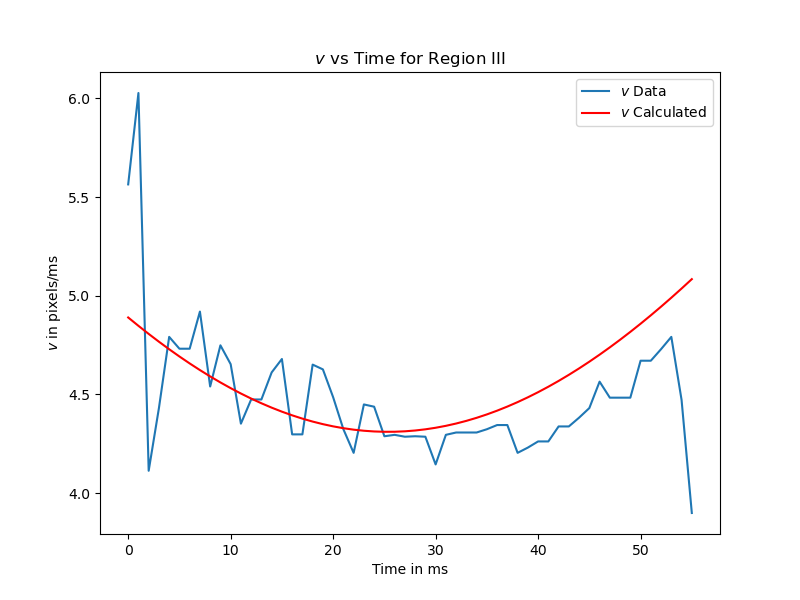 v vs Time for Region III
v Data
v Calculated
6.0
5.5
5.0
4.5
4.0
v in pixels/ms
0 10 20 30 40 50
Time in ms